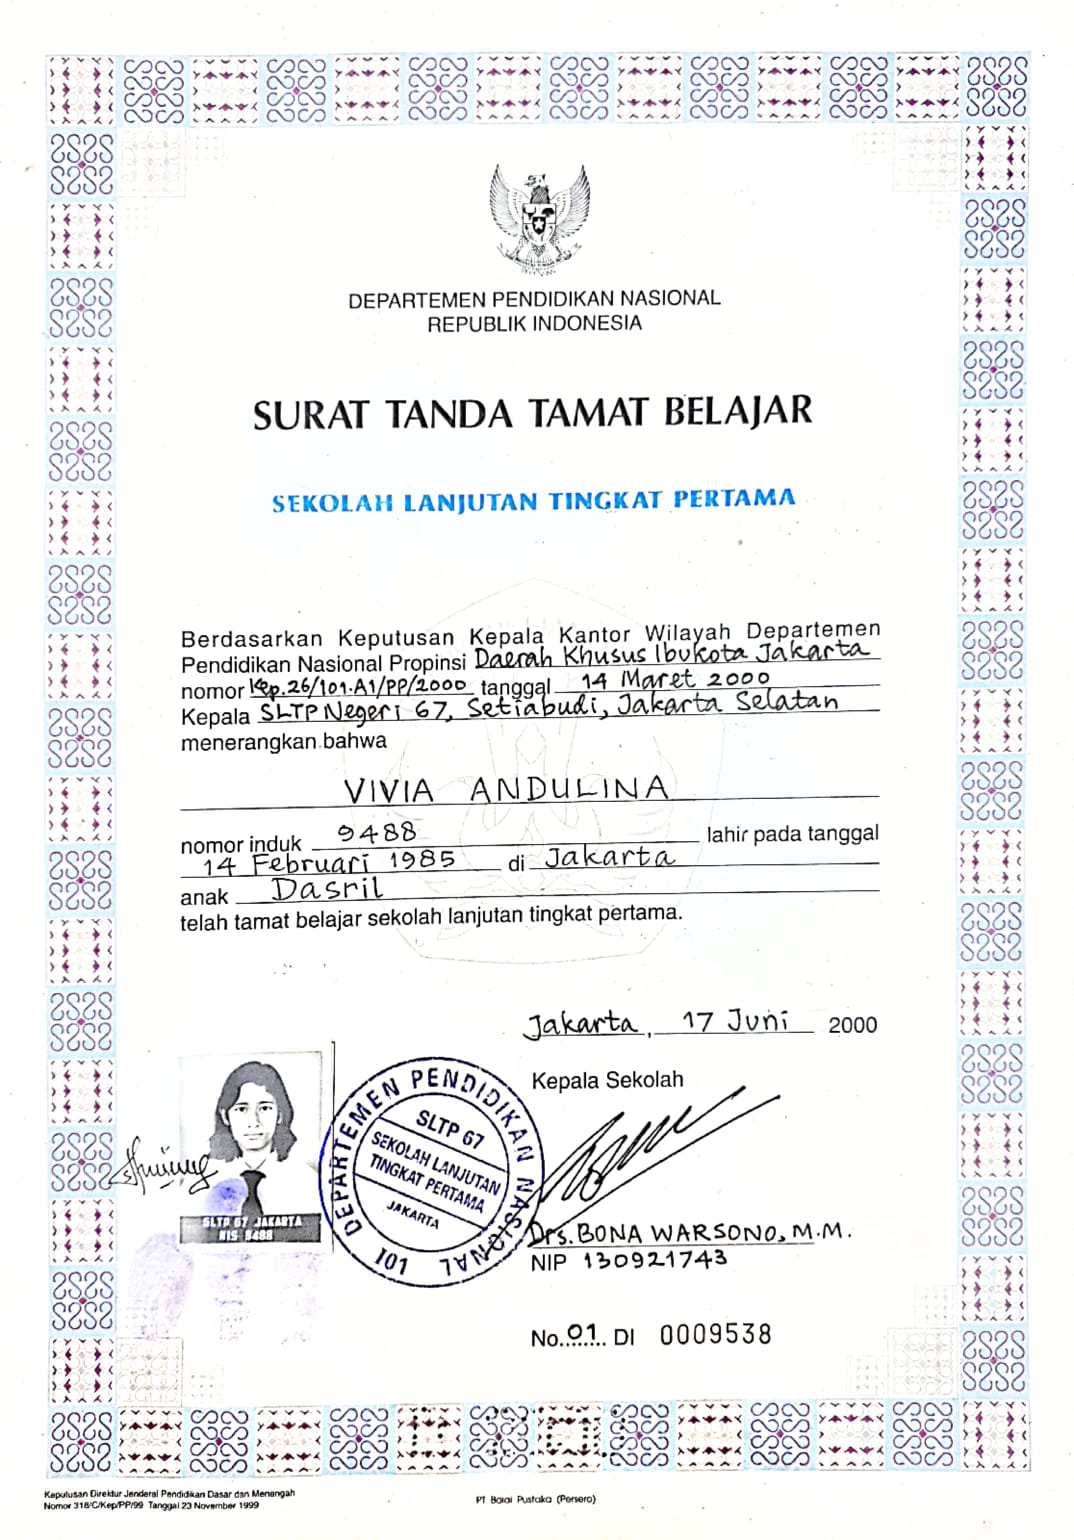 DEPARTEMEN PENDIDIKAN NASIONAL
REPUBLIK INDONESIA
SURAT TANDA TAMAT BELAJAR
SEKOLAH LANJUTAN TINGKAT PERTAMA
Berdasarkan Keputusan Kepala Kantor Wilayah Departemen
Pendidikan Nasional Propinsi Daerah Khusus Ibukota Jakarta
nomor Kep.26/101.A1/PP/2000 tanggal 14 Maret 2000
Kepala SLTP Negeri 67, Setiabudi, Jakarta Selatan
menerangkan bahwa
VIVIA ANDULINA
nomor induk 9488 lahir pada tanggal
14 Februari 1985 di Jakarta
anak Dasril
telah tamat belajar sekolah lanjutan tingkat pertama.
Jakarta, 17 Juni 2000
Kepala Sekolah
DEPARTEMEN PENDIDIKAN NASIONAL
SLTP 67
SEKOLAH LANJUTAN
TINGKAT PERTAMA
JAKARTA
101
SLTP 67 JAKARTA
NIS 9488
Drs. BONA WARSONO, M.M.
NIP 130921743
No. 01 DI 0009538
Keputusan Direktur Jenderal Pendidikan Dasar dan Menengah
Nomor 318/C/Kep/PP/99 Tanggal 23 November 1999
PT Balai Pustaka (Persero)